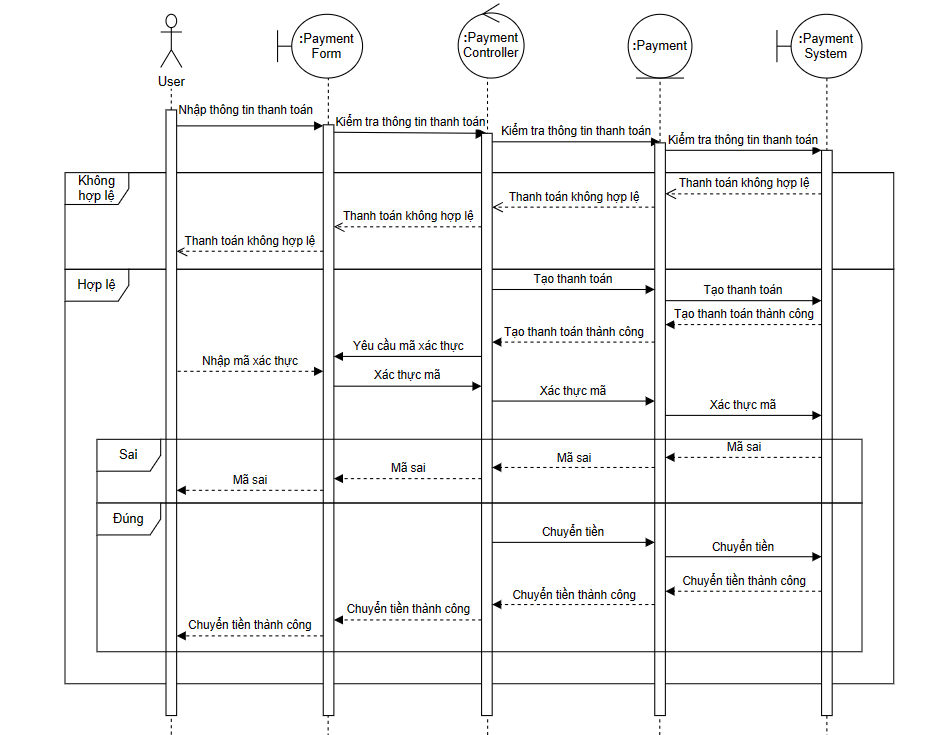 :Payment
Form
:Payment
Controller
:Payment
:Payment
System
User
Nhập thông tin thanh toán
Kiểm tra thông tin thanh toán
Kiểm tra thông tin thanh toán
Kiểm tra thông tin thanh toán
Không
hợp lệ
Thanh toán không hợp lệ
Thanh toán không hợp lệ
Thanh toán không hợp lệ
Thanh toán không hợp lệ
Hợp lệ
Tạo thanh toán
Tạo thanh toán
Tạo thanh toán thành công
Tạo thanh toán thành công
Yêu cầu mã xác thực
Nhập mã xác thực
Xác thực mã
Xác thực mã
Xác thực mã
Sai
Mã sai
Mã sai
Mã sai
Mã sai
Đúng
Chuyển tiền
Chuyển tiền
Chuyển tiền thành công
Chuyển tiền thành công
Chuyển tiền thành công
Chuyển tiền thành công